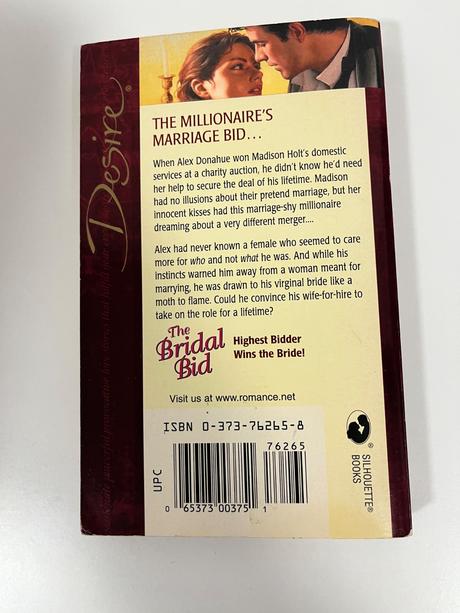 Desire®
THE MILLIONAIRE'S
MARRIAGE BID...
When Alex Donahue won Madison Holt's domestic
services at a charity auction, he didn't know he'd need
her help to secure the deal of his lifetime. Madison
had no illusions about their pretend marriage, but her
innocent kisses had this marriage-shy millionaire
dreaming about a very different merger....
Alex had never known a female who seemed to care
more for who and not what he was. And while his
instincts warned him away from a woman meant for
marrying, he was drawn to his virginal bride like a
moth to flame. Could he convince his wife-for-hire to
take on the role for a lifetime?
The
Bridal
Bid
Highest Bidder
Wins the Bride!
Visit us at www.romance.net
ISBN 0-373-76265-8
76265
UPC
0 65373 00375 1
SILHOUETTE®
BOOKS
®